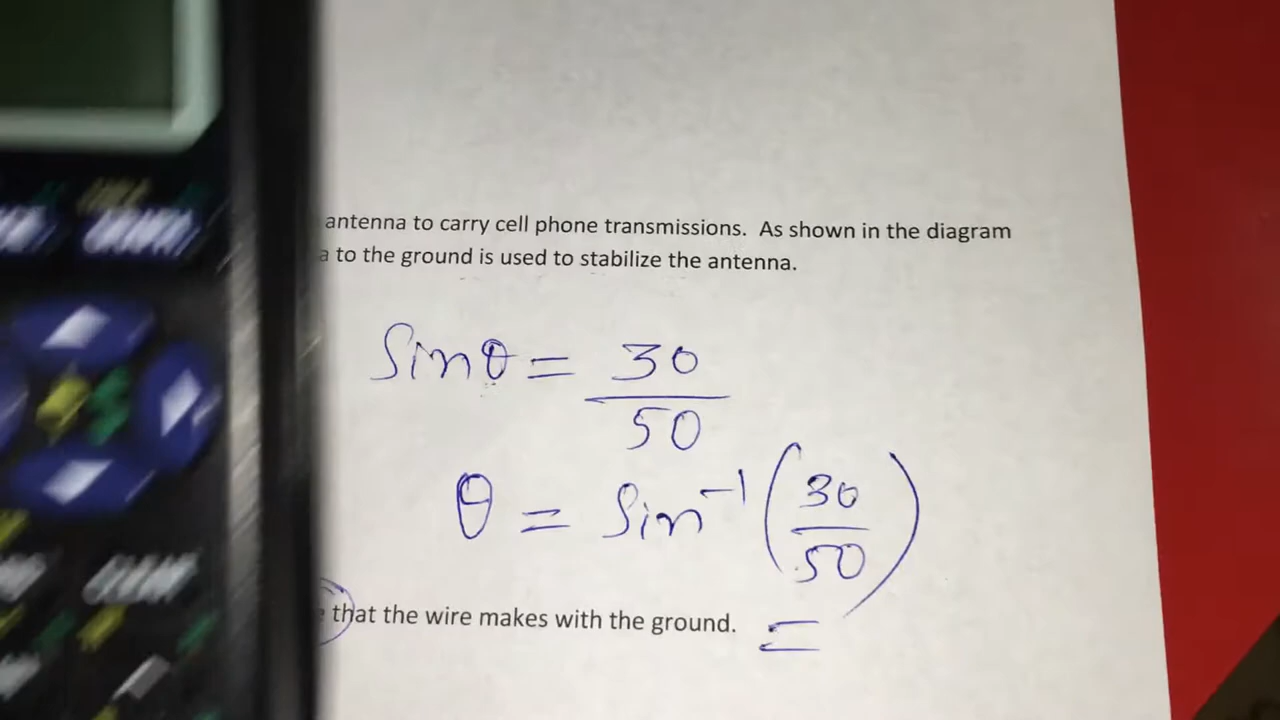 antenna to carry cell phone transmissions. As shown in the diagram
a to the ground is used to stabilize the antenna.
Sinθ = 30/50
θ = Sin⁻¹(30/50)
that the wire makes with the ground. =